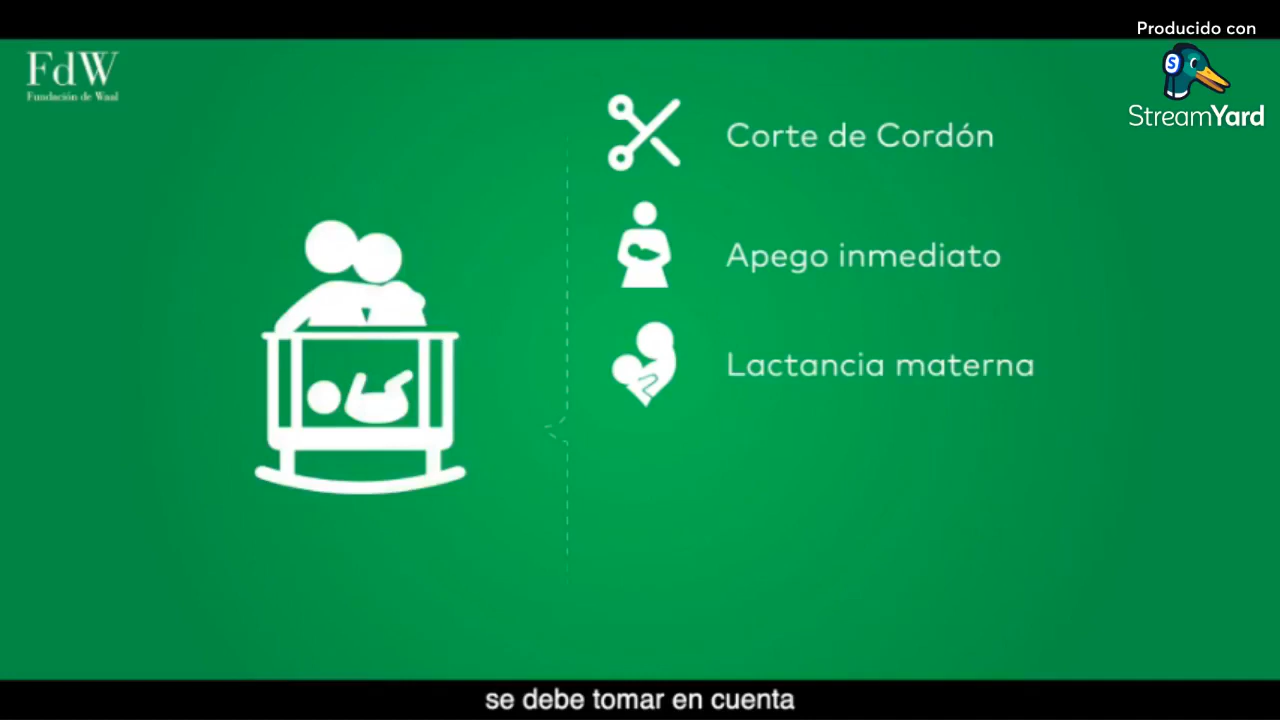 FdW
Fundación de Waal
Producido con
S
StreamYard
Corte de Cordón
Apego inmediato
Lactancia materna
se debe tomar en cuenta